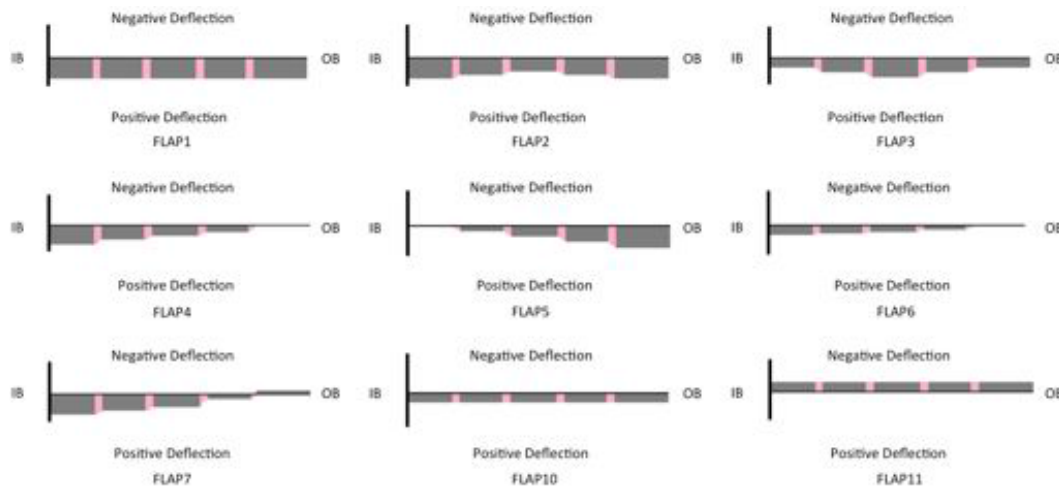 Negative Deflection Negative Deflection Negative Deflection
IB OB IB OB IB OB
Positive Deflection Positive Deflection Positive Deflection
FLAP1 FLAP2 FLAP3
Negative Deflection Negative Deflection Negative Deflection
IB OB IB OB IB OB
Positive Deflection Positive Deflection Positive Deflection
FLAP4 FLAP5 FLAP6
Negative Deflection Negative Deflection Negative Deflection
IB OB IB OB IB OB
Positive Deflection Positive Deflection Positive Deflection
FLAP7 FLAP10 FLAP11